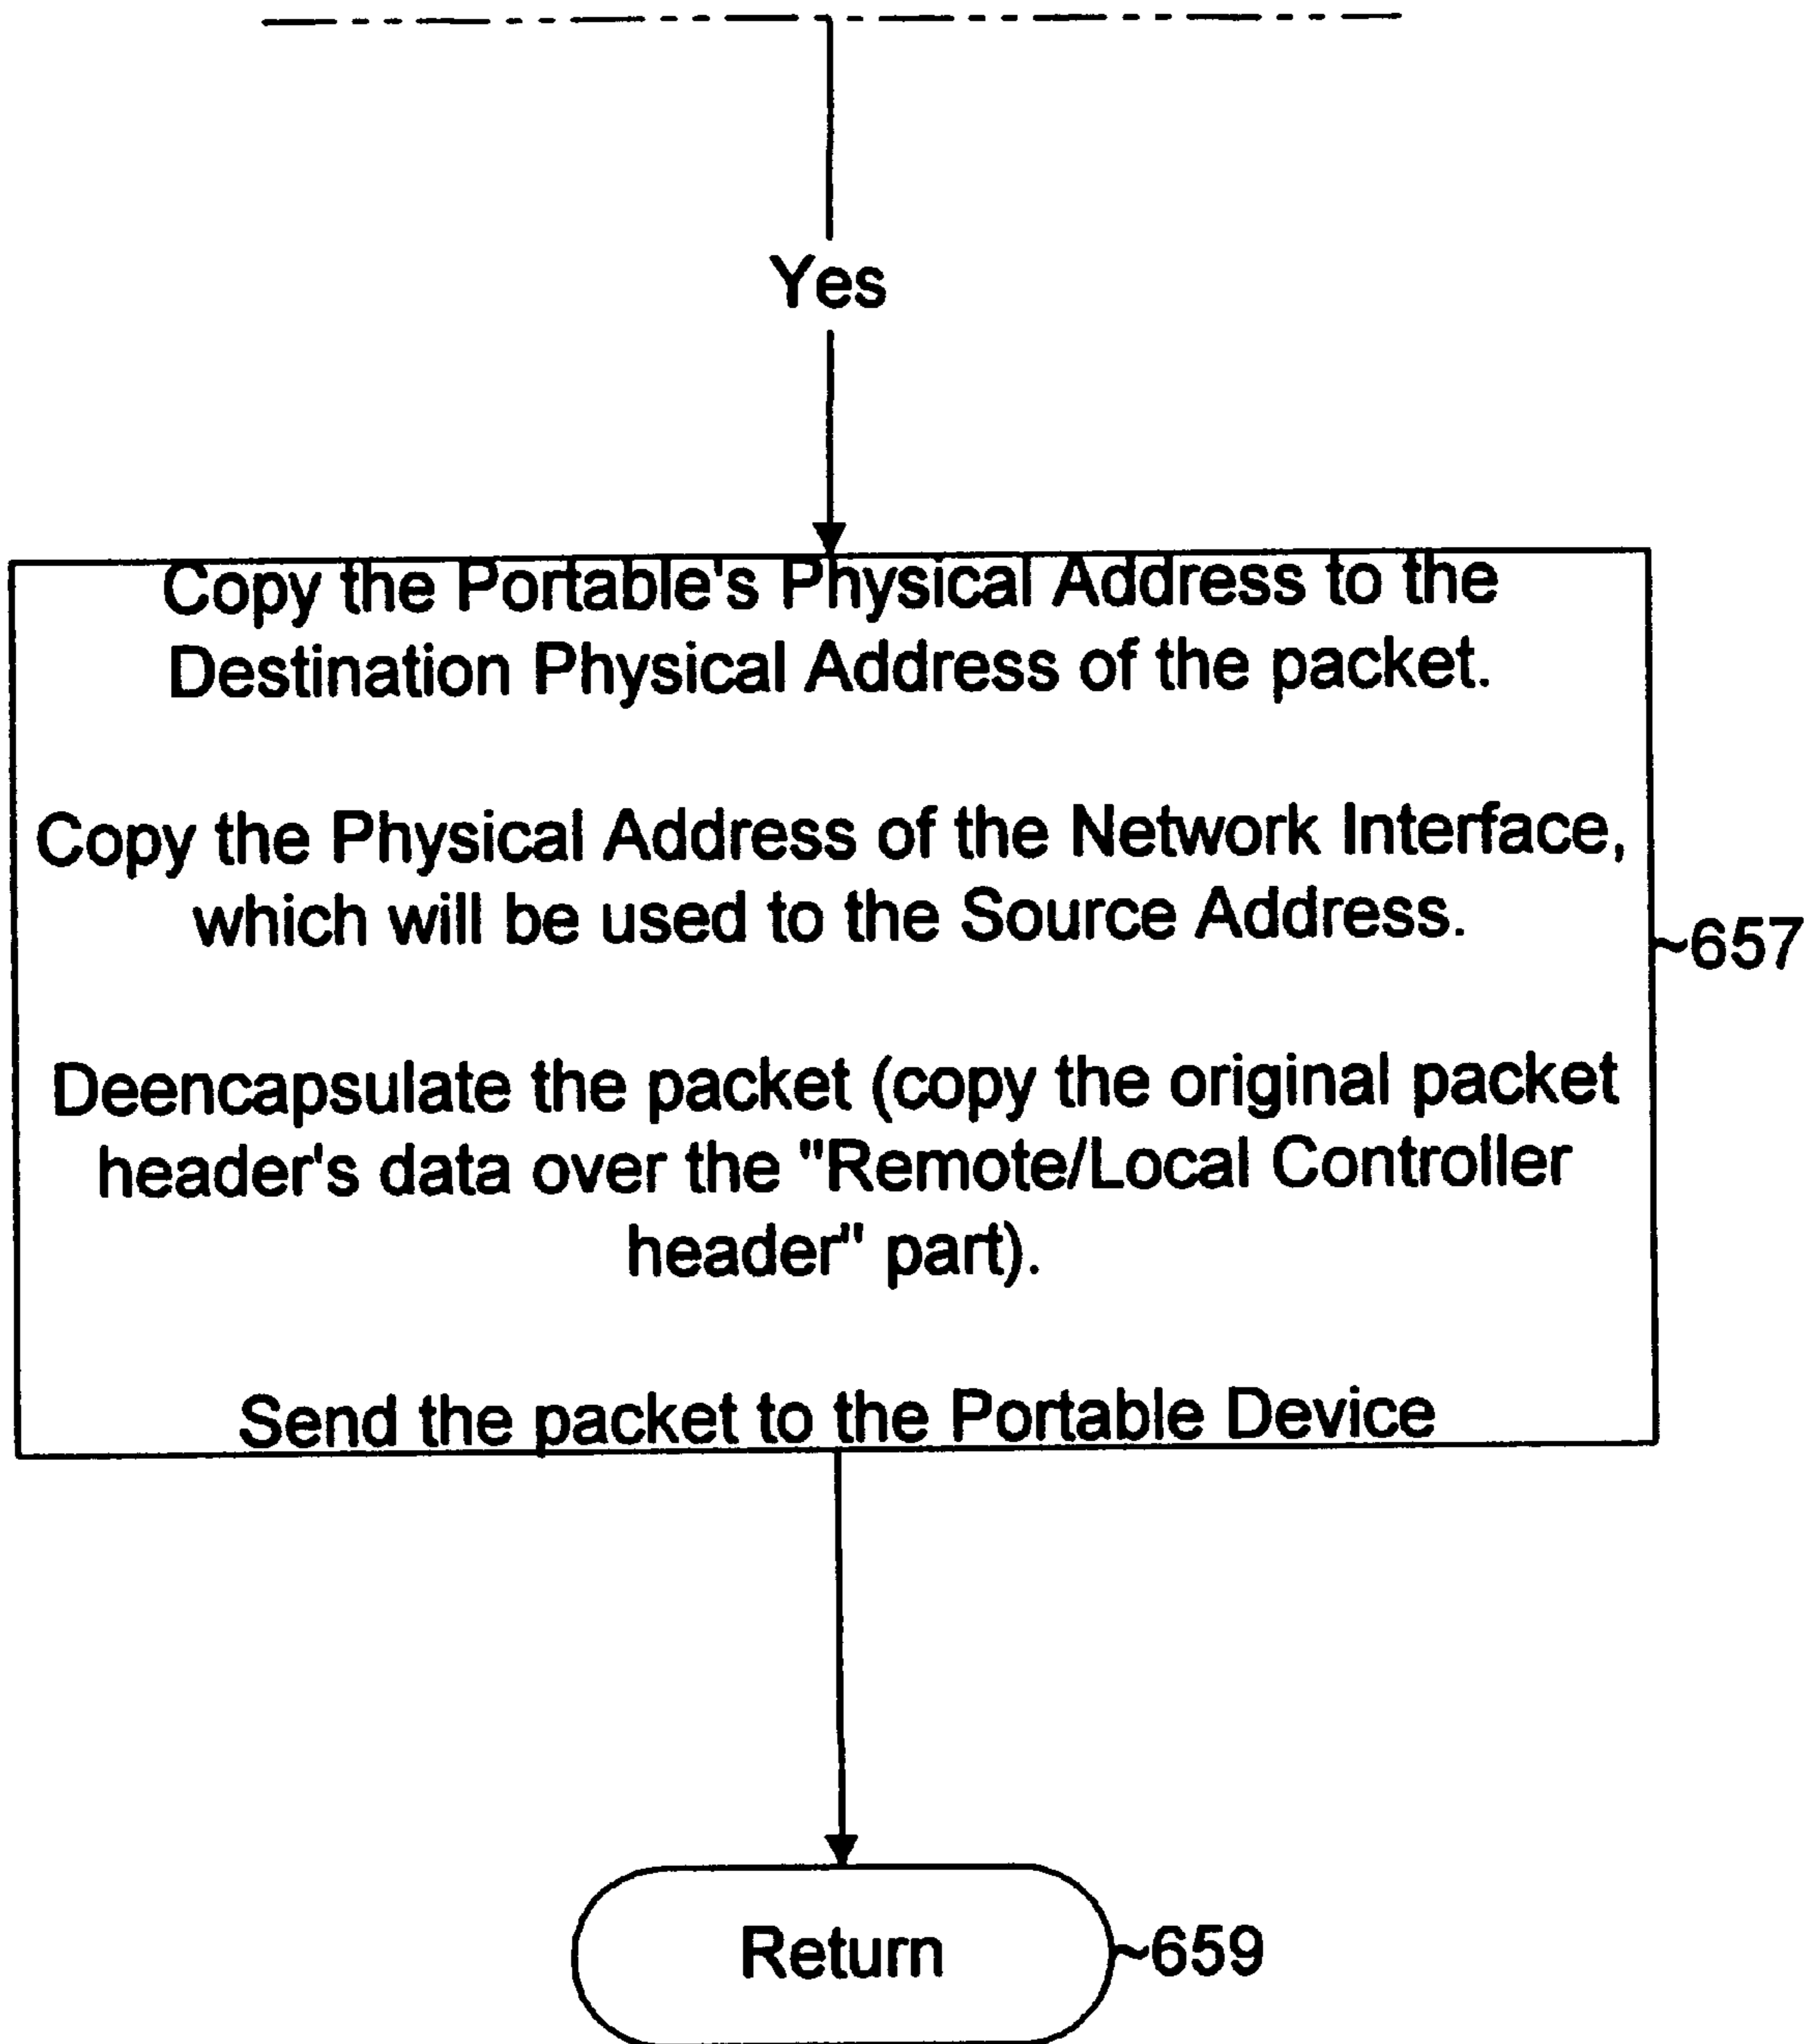 Yes
Copy the Portable's Physical Address to the
Destination Physical Address of the packet.
Copy the Physical Address of the Network Interface,
which will be used to the Source Address.
~657
Deencapsulate the packet (copy the original packet
header's data over the "Remote/Local Controller
header" part).
Send the packet to the Portable Device
Return
~659